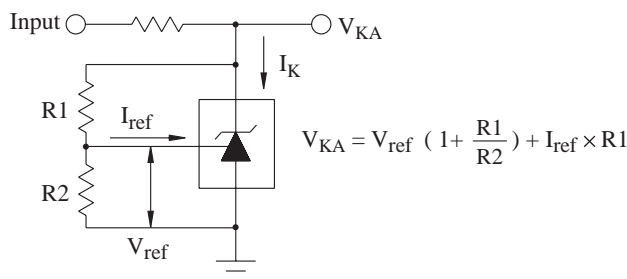 Input
V_KA
I_K
R1
I_ref
V_KA = V_ref ( 1+ R1/R2 ) + I_ref × R1
R2
V_ref